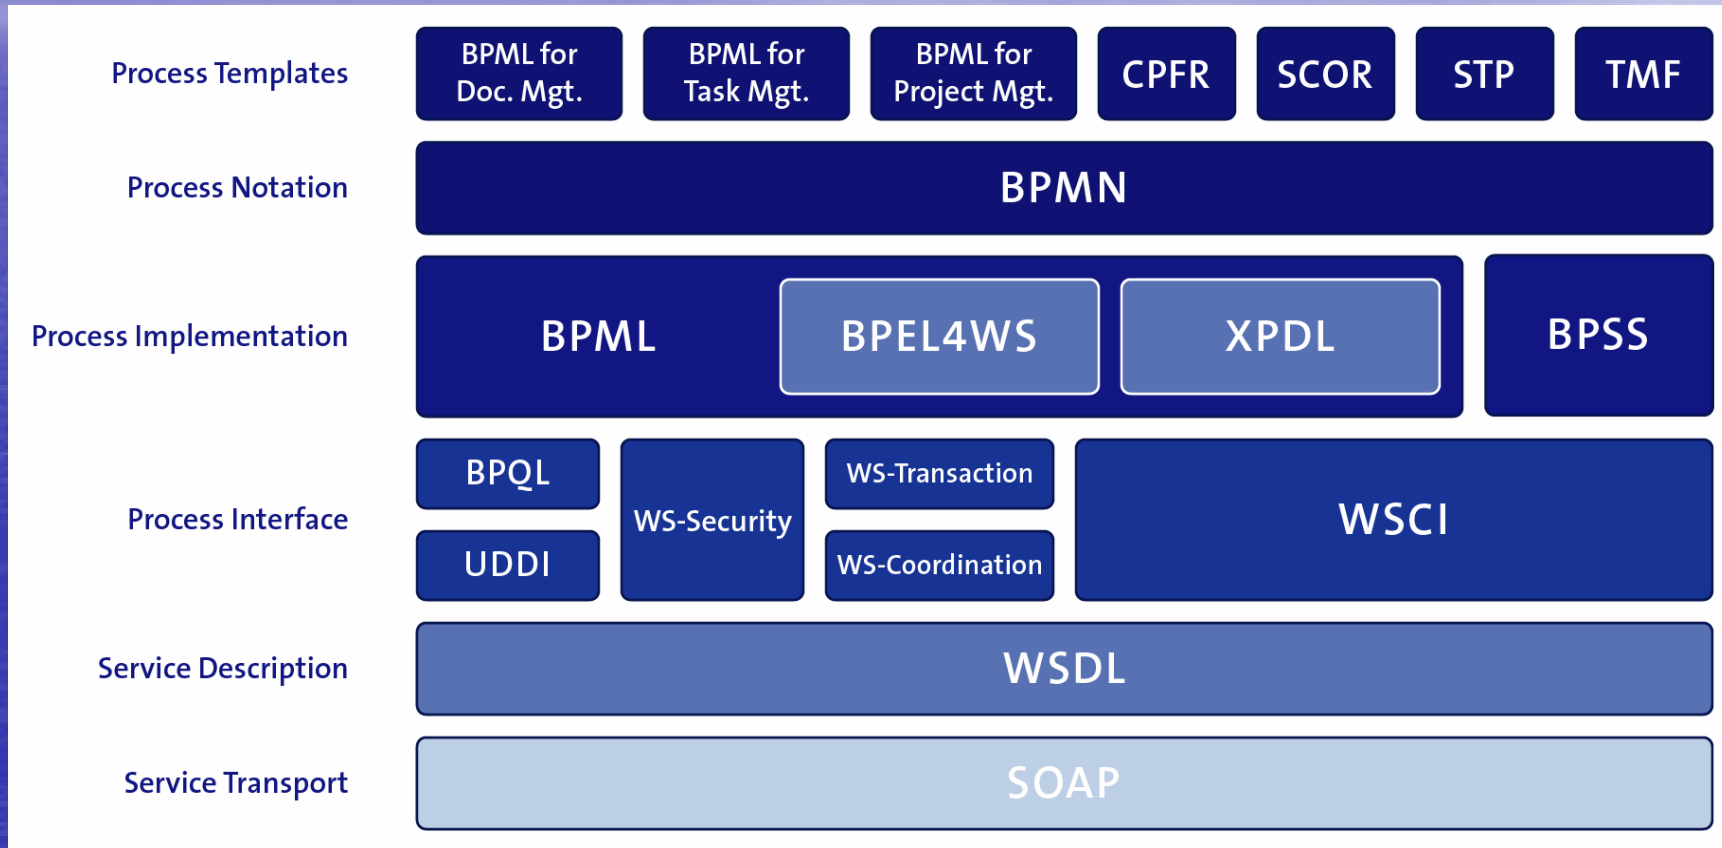 Process Templates
BPML for
Doc. Mgt.
BPML for
Task Mgt.
BPML for
Project Mgt.
CPFR
SCOR
STP
TMF
Process Notation
BPMN
Process Implementation
BPML
BPEL4WS
XPDL
BPSS
Process Interface
BPQL
UDDI
WS-Security
WS-Transaction
WS-Coordination
WSCI
Service Description
WSDL
Service Transport
SOAP